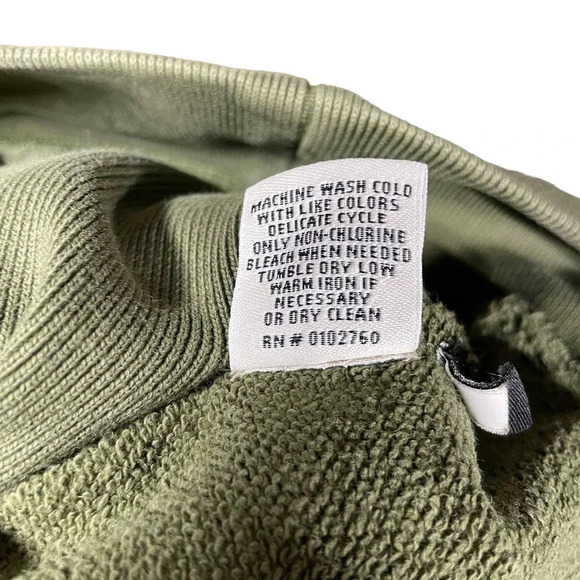 MACHINE WASH COLD
WITH LIKE COLORS
DELICATE CYCLE
ONLY NON-CHLORINE
BLEACH WHEN NEEDED
TUMBLE DRY LOW
WARM IRON IF
NECESSARY
OR DRY CLEAN
RN # 0102760